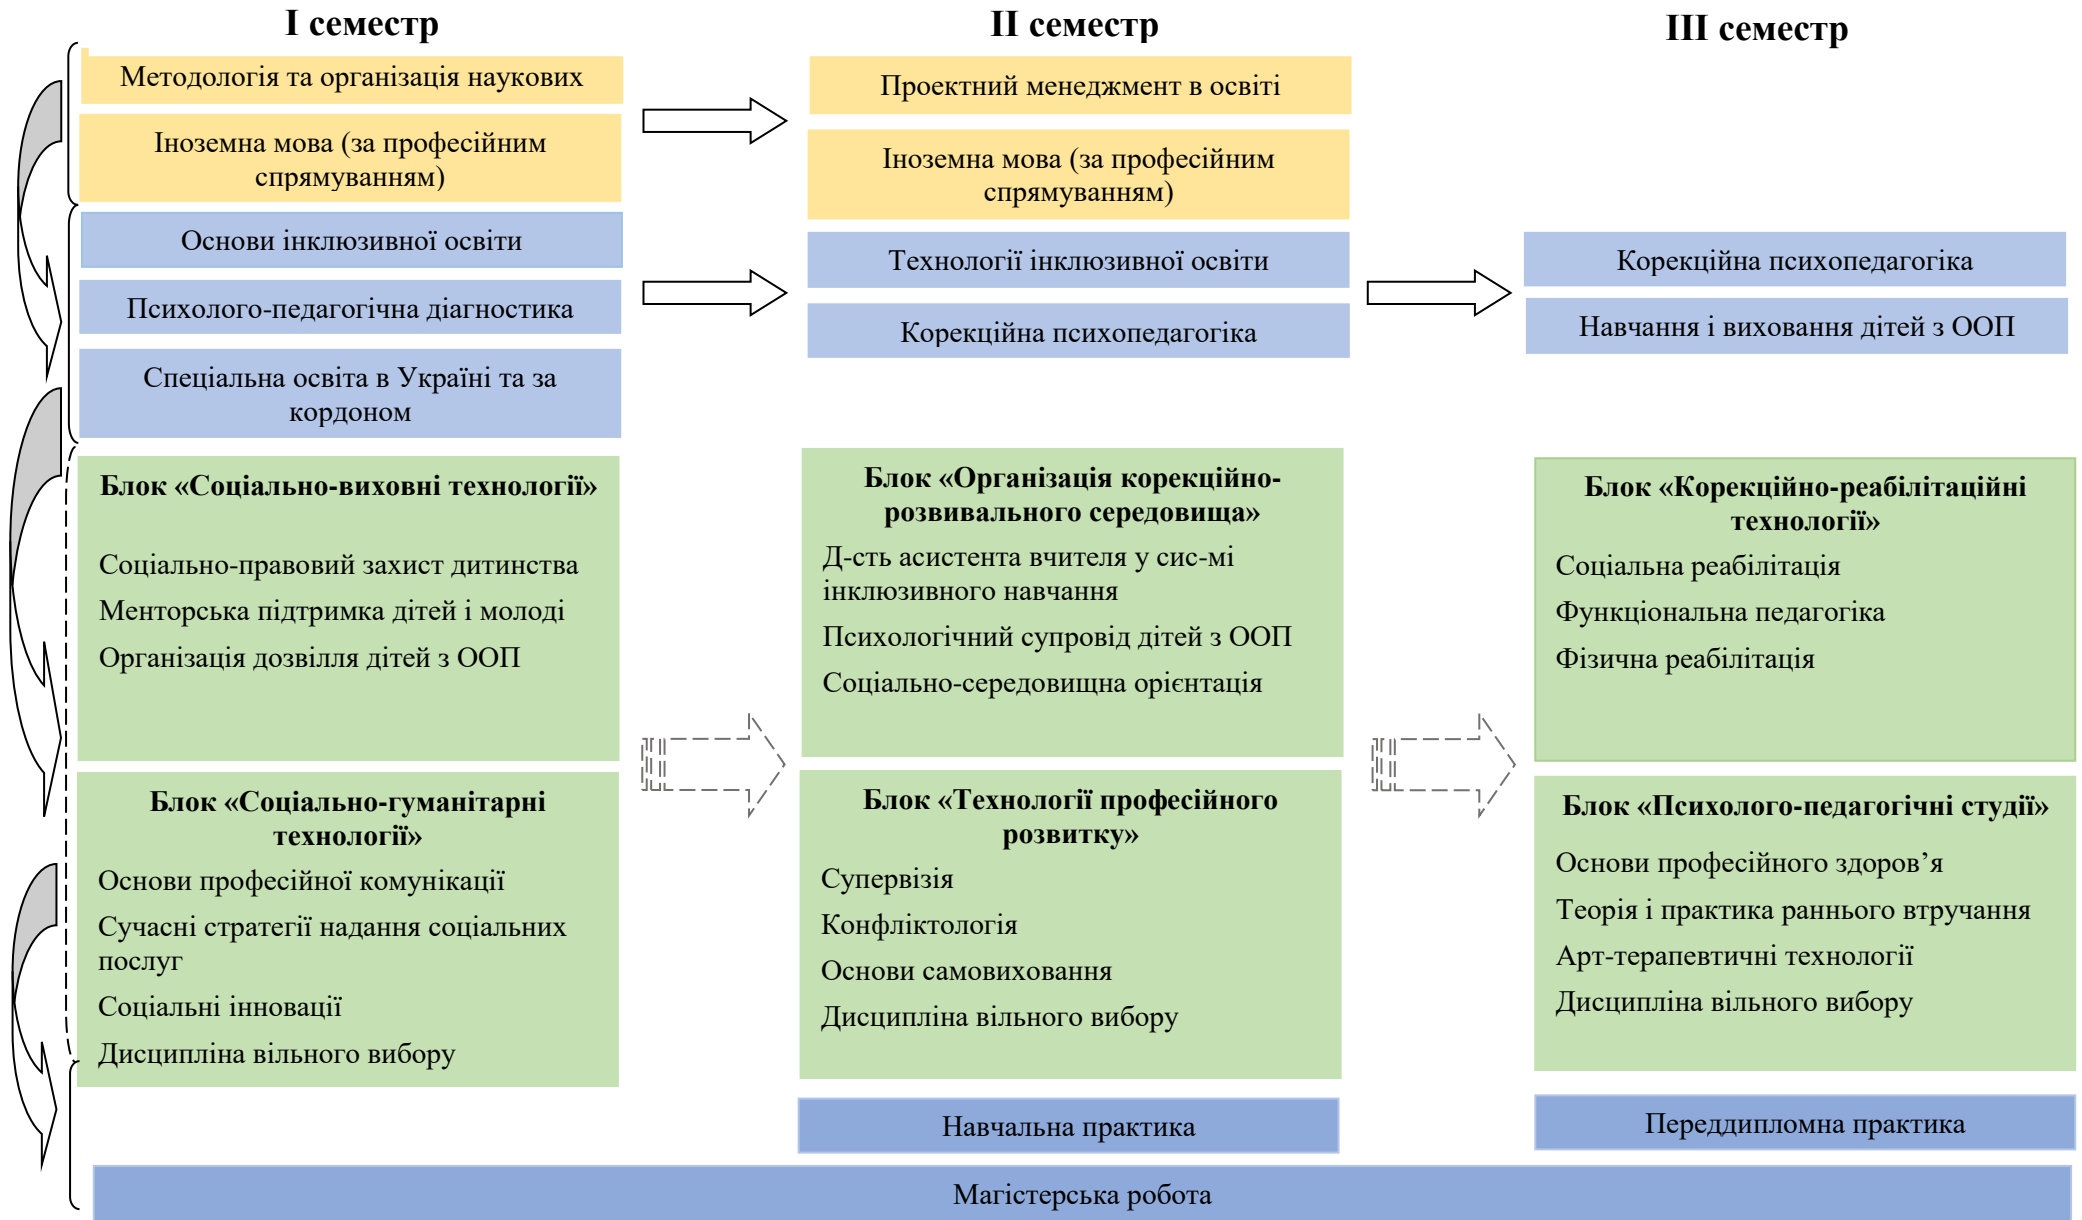 I семестр
Методологія та організація наукових
Іноземна мова (за професійним
спрямуванням)
Основи інклюзивної освіти
Психолого-педагогічна діагностика
Спеціальна освіта в Україні та за
кордоном
Блок «Соціально-виховні технології»
Соціально-правовий захист дитинства
Менторська підтримка дітей і молоді
Організація дозвілля дітей з ООП
Блок «Соціально-гуманітарні
технології»
Основи професійної комунікації
Сучасні стратегії надання соціальних
послуг
Соціальні інновації
Дисципліна вільного вибору
II семестр
Проектний менеджмент в освіті
Іноземна мова (за професійним
спрямуванням)
Технології інклюзивної освіти
Корекційна психопедагогіка
Блок «Організація корекційно-
розвивального середовища»
Д-сть асистента вчителя у сис-мі
інклюзивного навчання
Психологічний супровід дітей з ООП
Соціально-середовищна орієнтація
Блок «Технології професійного
розвитку»
Супервізія
Конфліктологія
Основи самовиховання
Дисципліна вільного вибору
Навчальна практика
III семестр
Корекційна психопедагогіка
Навчання і виховання дітей з ООП
Блок «Корекційно-реабілітаційні
технології»
Соціальна реабілітація
Функціональна педагогіка
Фізична реабілітація
Блок «Психолого-педагогічні студії»
Основи професійного здоров’я
Теорія і практика раннього втручання
Арт-терапевтичні технології
Дисципліна вільного вибору
Переддипломна практика
Магістерська робота